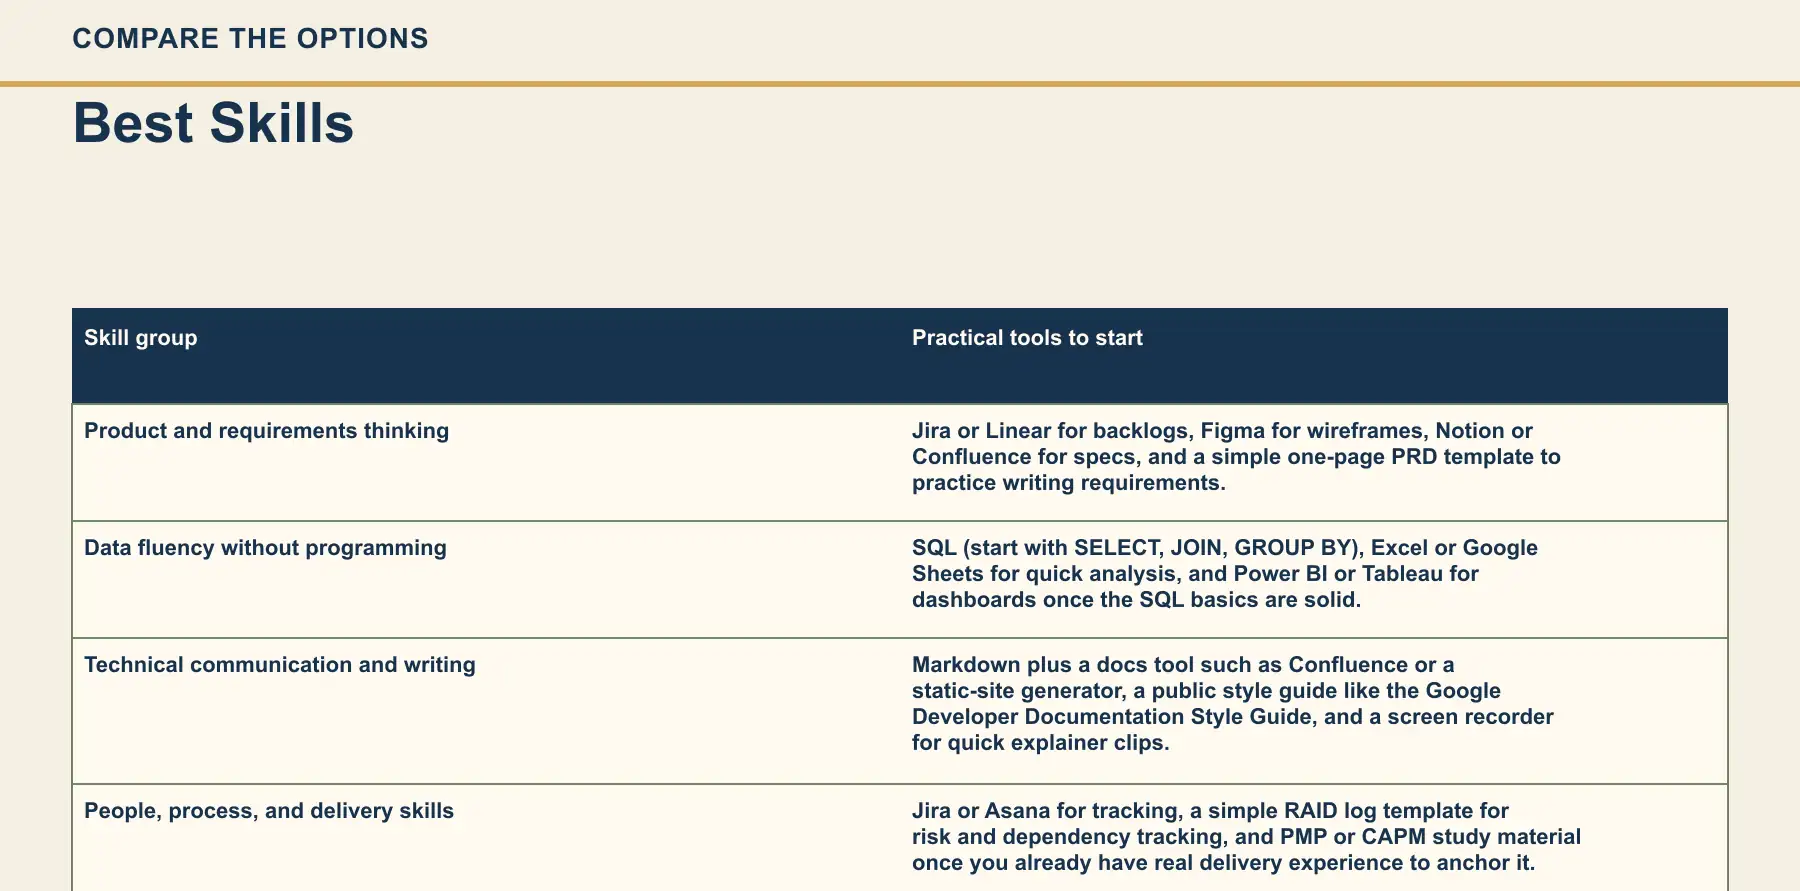 COMPARE THE OPTIONS
Best Skills
Skill group
Practical tools to start
Product and requirements thinking
Jira or Linear for backlogs, Figma for wireframes, Notion or
Confluence for specs, and a simple one-page PRD template to
practice writing requirements.
Data fluency without programming
SQL (start with SELECT, JOIN, GROUP BY), Excel or Google
Sheets for quick analysis, and Power BI or Tableau for
dashboards once the SQL basics are solid.
Technical communication and writing
Markdown plus a docs tool such as Confluence or a
static-site generator, a public style guide like the Google
Developer Documentation Style Guide, and a screen recorder
for quick explainer clips.
People, process, and delivery skills
Jira or Asana for tracking, a simple RAID log template for
risk and dependency tracking, and PMP or CAPM study material
once you already have real delivery experience to anchor it.